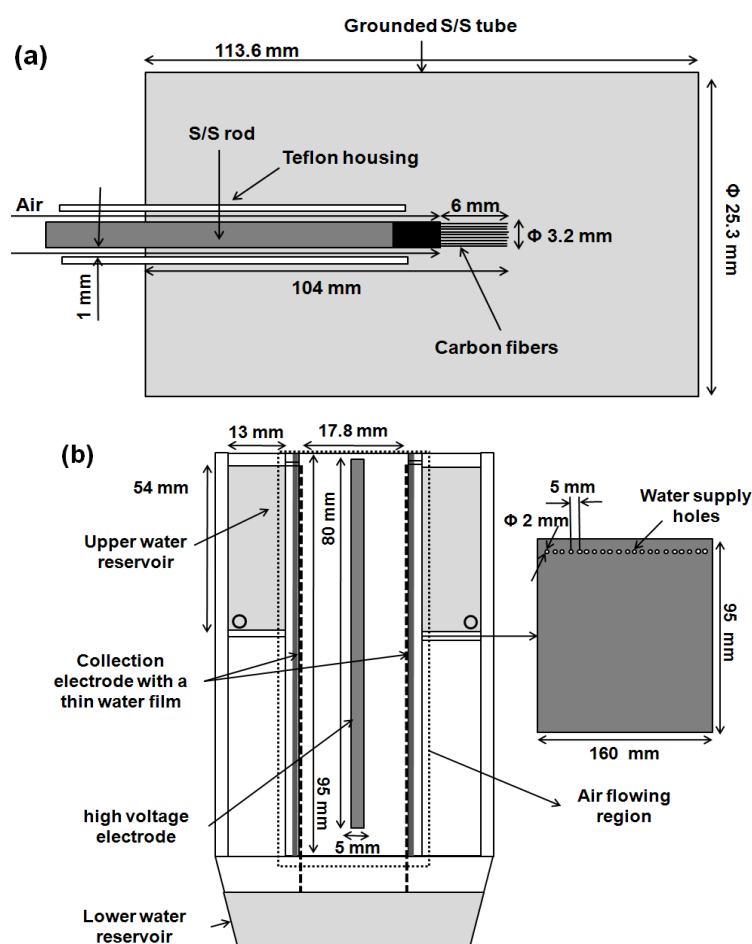 Grounded S/S tube
(a)
113.6 mm
S/S rod
Teflon housing
Air
6 mm
Φ 3.2 mm
Φ 25.3 mm
104 mm
1 mm
Carbon fibers
(b)
13 mm
17.8 mm
54 mm
80 mm
5 mm
Water supply
holes
Φ 2 mm
Upper water
reservoir
95 mm
Collection
electrode with a
thin water film
160 mm
95 mm
high voltage
electrode
Air flowing
region
5 mm
Lower water
reservoir